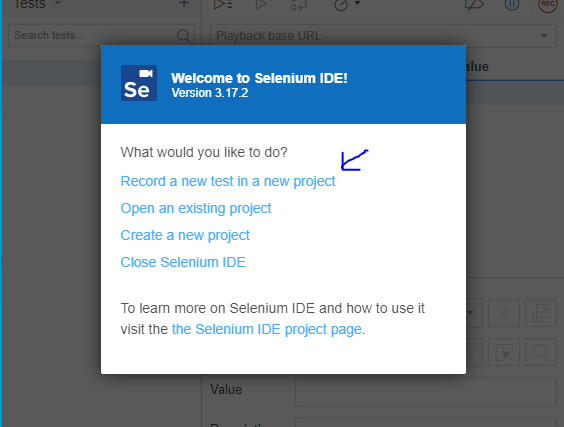 Tests
REC
Search tests...
Playback base URL
alue
Se
Welcome to Selenium IDE!
Version 3.17.2
What would you like to do?
Record a new test in a new project
Open an existing project
Create a new project
Close Selenium IDE
To learn more on Selenium IDE and how to use it
visit the the Selenium IDE project page.
//
Value